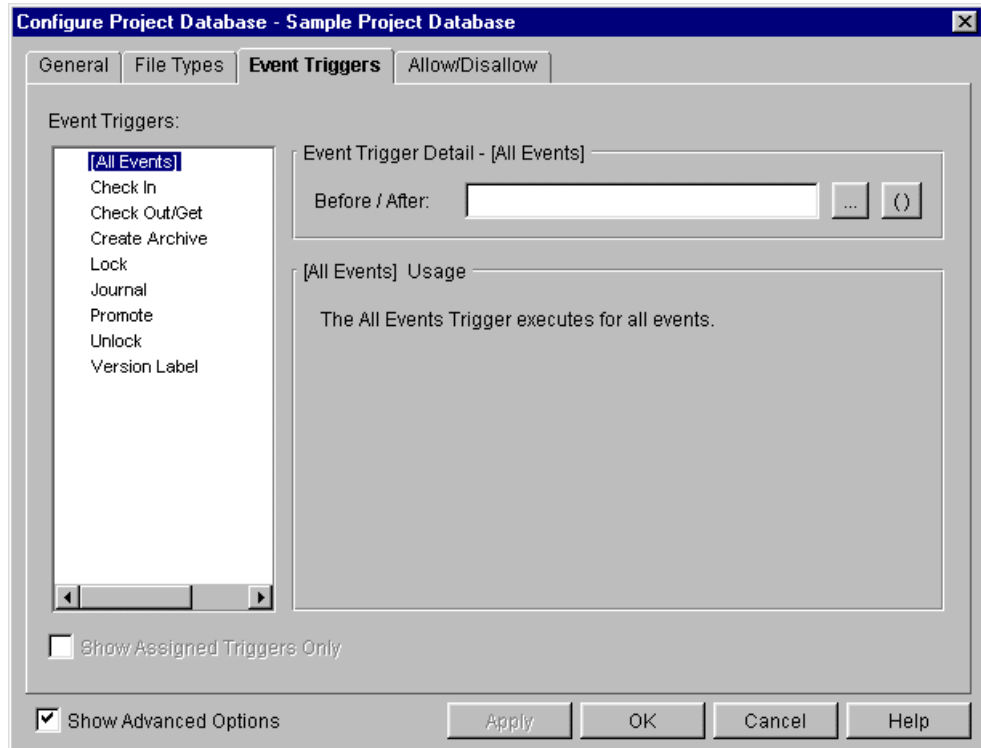 Configure Project Database - Sample Project Database
General
File Types
Event Triggers
Allow/Disallow
Event Triggers:
[All Events]
Check In
Check Out/Get
Create Archive
Lock
Journal
Promote
Unlock
Version Label
Event Trigger Detail - [All Events]
Before / After:
...
()
[All Events] Usage
The All Events Trigger executes for all events.
Show Assigned Triggers Only
Show Advanced Options
Apply
OK
Cancel
Help